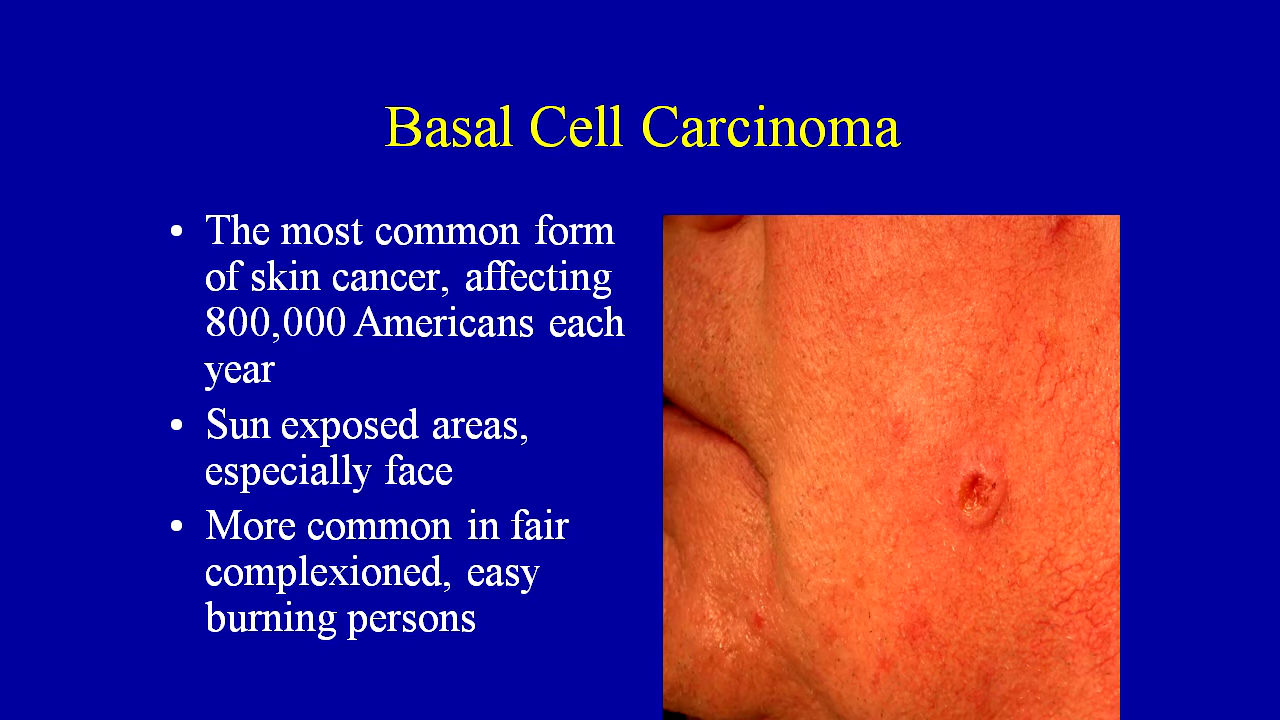 Basal Cell Carcinoma
• The most common form
of skin cancer, affecting
800,000 Americans each
year
• Sun exposed areas,
especially face
• More common in fair
complexioned, easy
burning persons